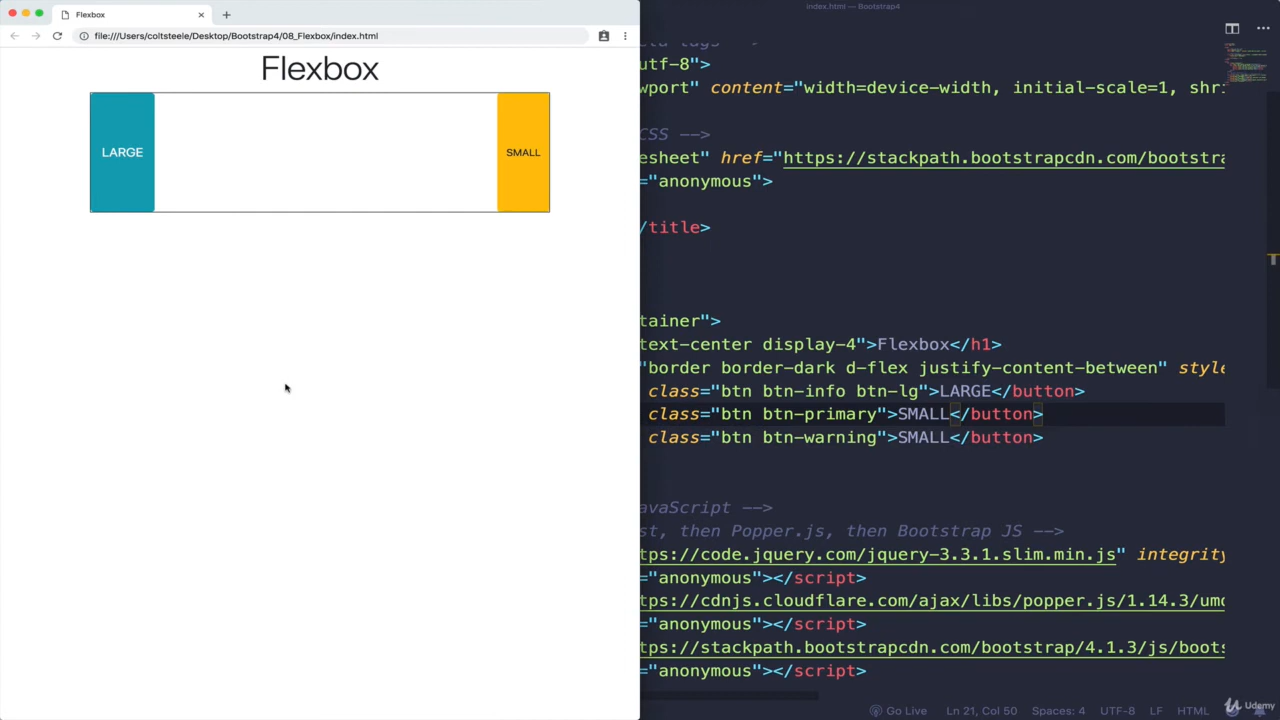 index.html — Bootstrap4
Flexbox
file:///Users/coltsteele/Desktop/Bootstrap4/08_Flexbox/index.html
Flexbox
LARGE
SMALL
utf-8">
wport" content="width=device-width, initial-scale=1, shri
CSS -->
esheet" href="https://stackpath.bootstrapcdn.com/bootstra
="anonymous">
/title>
tainer">
text-center display-4">Flexbox</h1>
"border border-dark d-flex justify-content-between" style
class="btn btn-info btn-lg">LARGE</button>
class="btn btn-primary">SMALL</button>
class="btn btn-warning">SMALL</button>
avaScript -->
st, then Popper.js, then Bootstrap JS -->
tps://code.jquery.com/jquery-3.3.1.slim.min.js" integrity
="anonymous"></script>
tps://cdnjs.cloudflare.com/ajax/libs/popper.js/1.14.3/umd
="anonymous"></script>
tps://stackpath.bootstrapcdn.com/bootstrap/4.1.3/js/boots
="anonymous"></script>
Go Live Ln 21, Col 50 Spaces: 4 UTF-8 LF HTML
Udemy